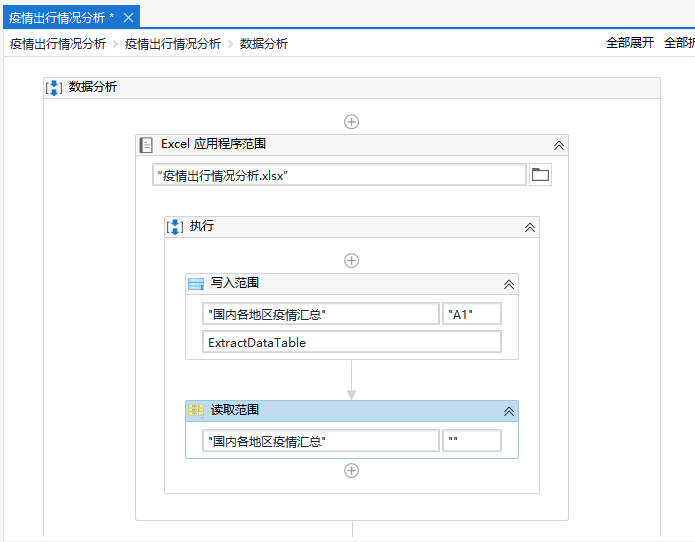 疫情出行情况分析 *
疫情出行情况分析 疫情出行情况分析 数据分析 全部展开 全部折
数据分析
Excel 应用程序范围
“疫情出行情况分析.xlsx”
执行
写入范围
"国内各地区疫情汇总" "A1"
ExtractDataTable
读取范围
"国内各地区疫情汇总" ""